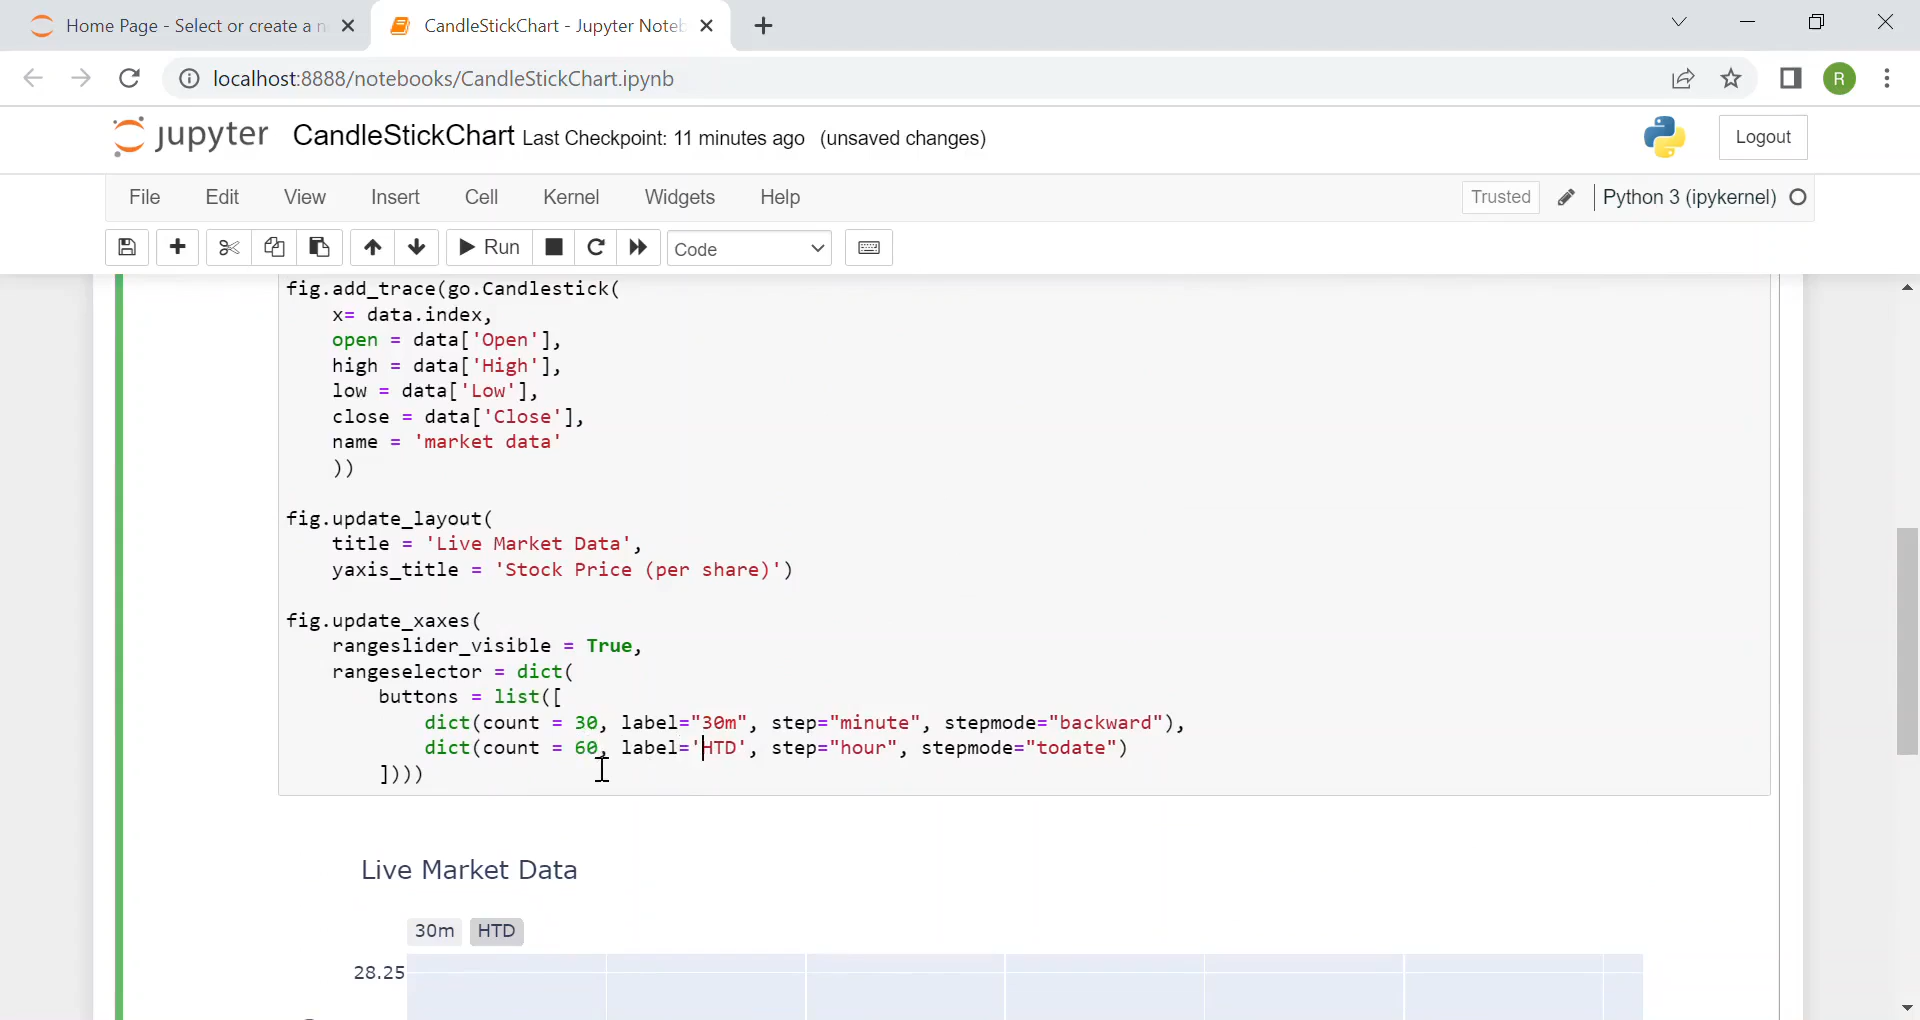 Home Page - Select or create a n
CandleStickChart - Jupyter Noteb
localhost:8888/notebooks/CandleStickChart.ipynb
R
jupyter CandleStickChart Last Checkpoint: 11 minutes ago (unsaved changes)
Logout
File Edit View Insert Cell Kernel Widgets Help
Trusted
Python 3 (ipykernel)
Run
Code
fig.add_trace(go.Candlestick(
x= data.index,
open = data['Open'],
high = data['High'],
low = data['Low'],
close = data['Close'],
name = 'market data'
))
fig.update_layout(
title = 'Live Market Data',
yaxis_title = 'Stock Price (per share)')
fig.update_xaxes(
rangeslider_visible = True,
rangeselector = dict(
buttons = list([
dict(count = 30, label="30m", step="minute", stepmode="backward"),
dict(count = 60, label='HTD', step="hour", stepmode="todate")
])))
Live Market Data
30m HTD
28.25